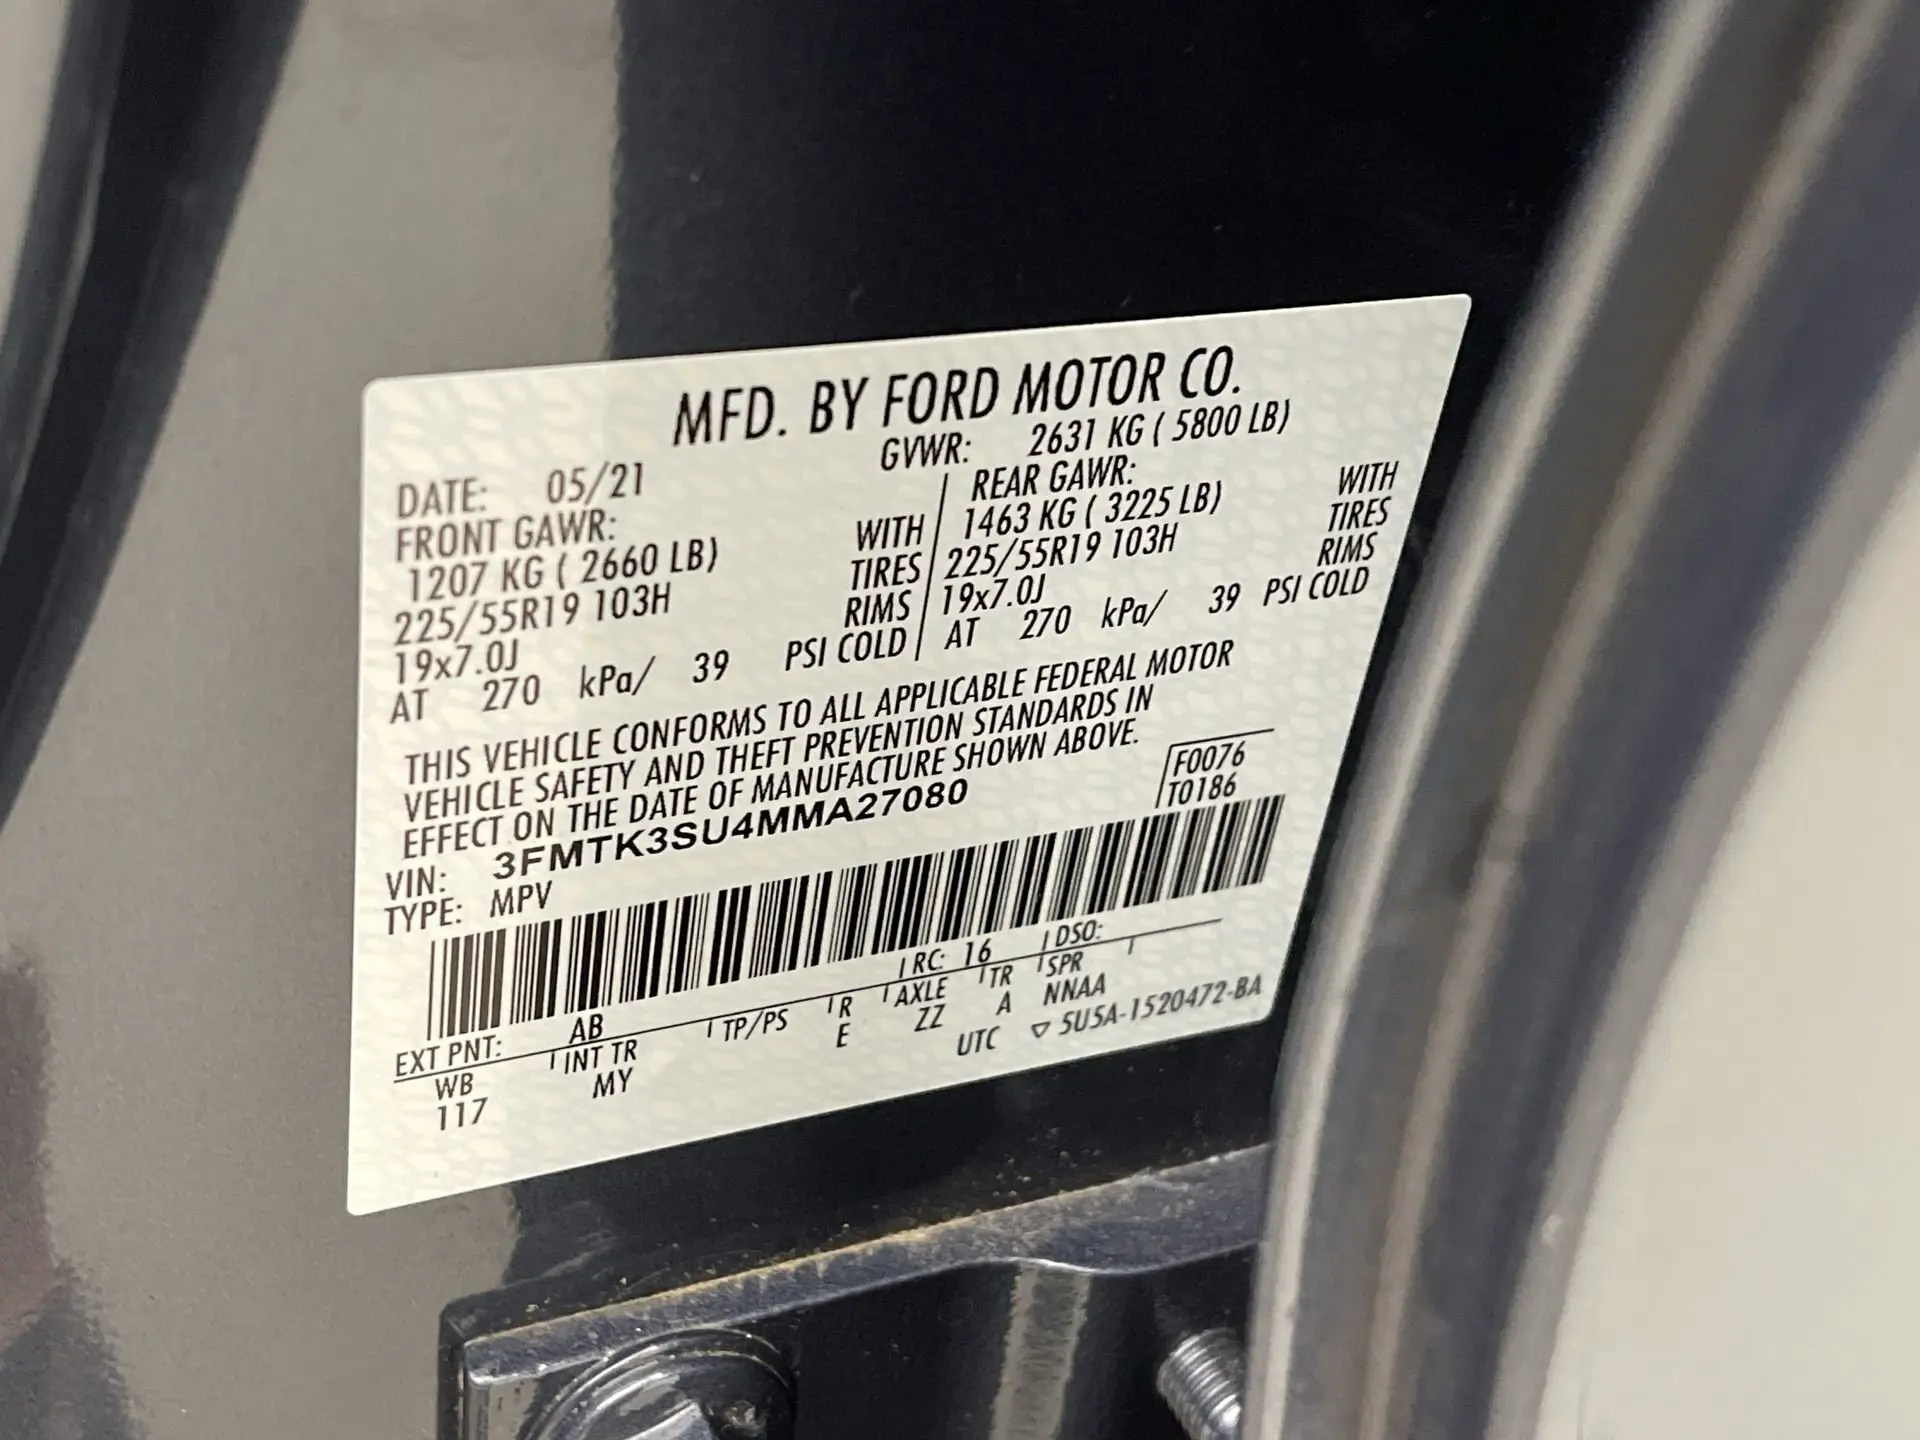 MFD. BY FORD MOTOR CO.
DATE: 05/21 GVWR: 2631 KG ( 5800 LB)
FRONT GAWR: REAR GAWR:
1207 KG ( 2660 LB) WITH 1463 KG ( 3225 LB) WITH
225/55R19 103H TIRES 225/55R19 103H TIRES
19x7.0J RIMS 19x7.0J RIMS
AT 270 kPa/ 39 PSI COLD AT 270 kPa/ 39 PSI COLD
THIS VEHICLE CONFORMS TO ALL APPLICABLE FEDERAL MOTOR
VEHICLE SAFETY AND THEFT PREVENTION STANDARDS IN
EFFECT ON THE DATE OF MANUFACTURE SHOWN ABOVE.
F0076
T0186
VIN: 3FMTK3SU4MMA27080
TYPE: MPV
EXT PNT: AB RC: 16 DSO:
WB INT TR TP/PS R AXLE TR SPR
117 MY E ZZ A NNAA
UTC ▽ 5U5A-1520472-BA